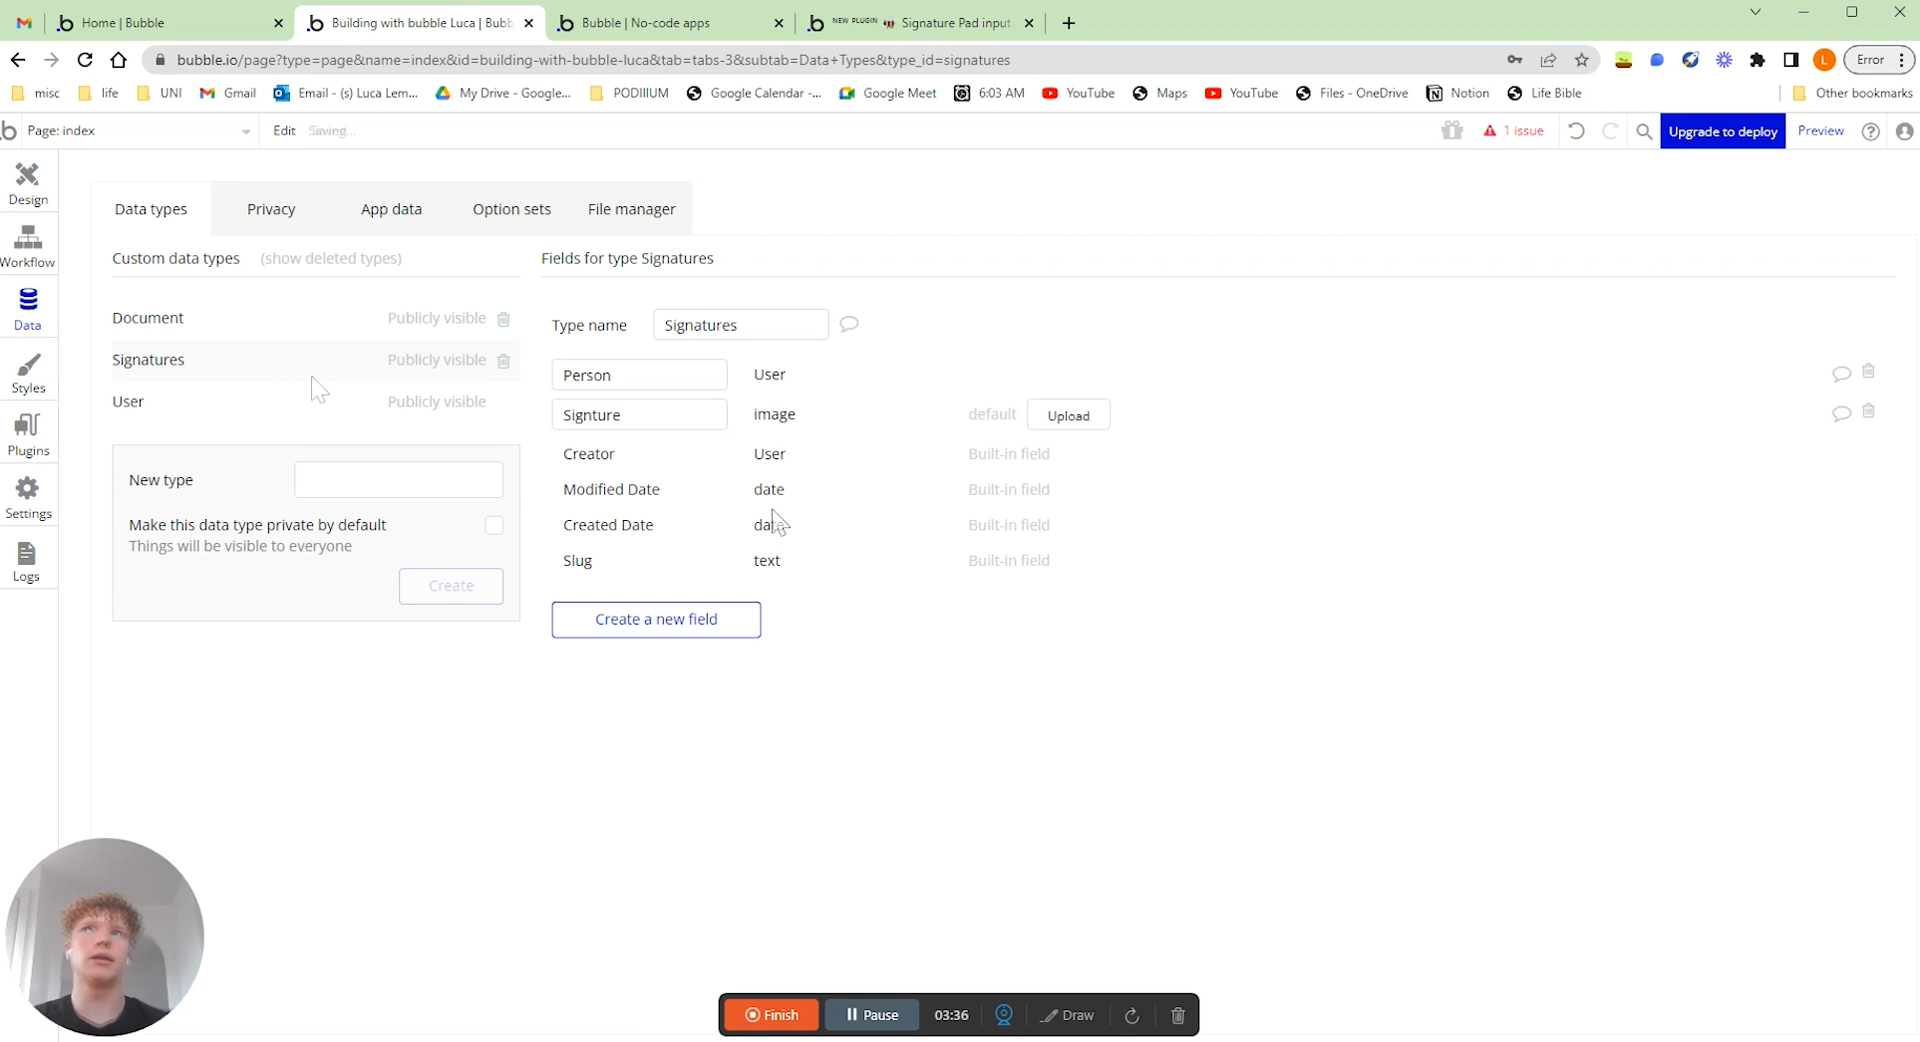 Home | Bubble
Building with bubble Luca | Bubb
Bubble | No-code apps
NEW PLUGIN Signature Pad input
bubble.io/page?type=page&name=index&id=building-with-bubble-luca&tab=tabs-3&subtab=Data+Types&type_id=signatures
Error
misc
life
UNI
Gmail
Email - (s) Luca Lem...
My Drive - Google...
PODIIIUM
Google Calendar -...
Google Meet
6:03 AM
YouTube
Maps
YouTube
Files - OneDrive
Notion
Life Bible
Other bookmarks
Page: index
Edit
Saving...
1 issue
Upgrade to deploy
Preview
Design
Workflow
Data
Styles
Plugins
Settings
Logs
Data types
Privacy
App data
Option sets
File manager
Custom data types (show deleted types)
Document Publicly visible
Signatures Publicly visible
User Publicly visible
New type
Make this data type private by default
Things will be visible to everyone
Create
Fields for type Signatures
Type name Signatures
Person User
Signture image default Upload
Creator User Built-in field
Modified Date date Built-in field
Created Date date Built-in field
Slug text Built-in field
Create a new field
Finish
Pause
03:36
Draw